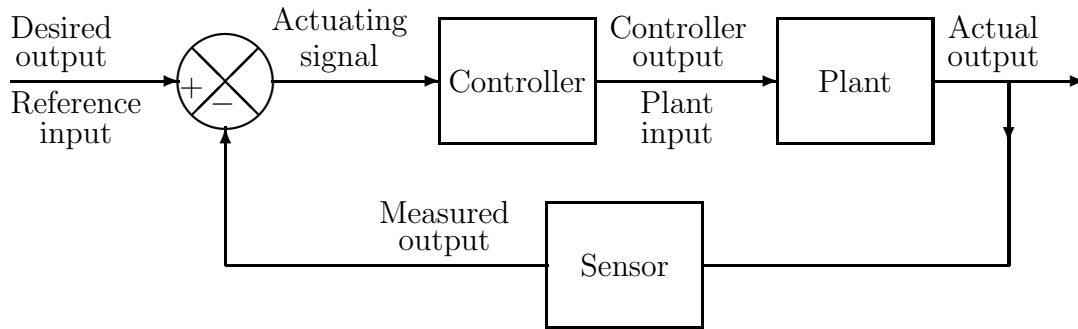 Desired
output
Reference
input
+
−
Actuating
signal
Controller
Controller
output
Plant
input
Plant
Actual
output
Measured
output
Sensor